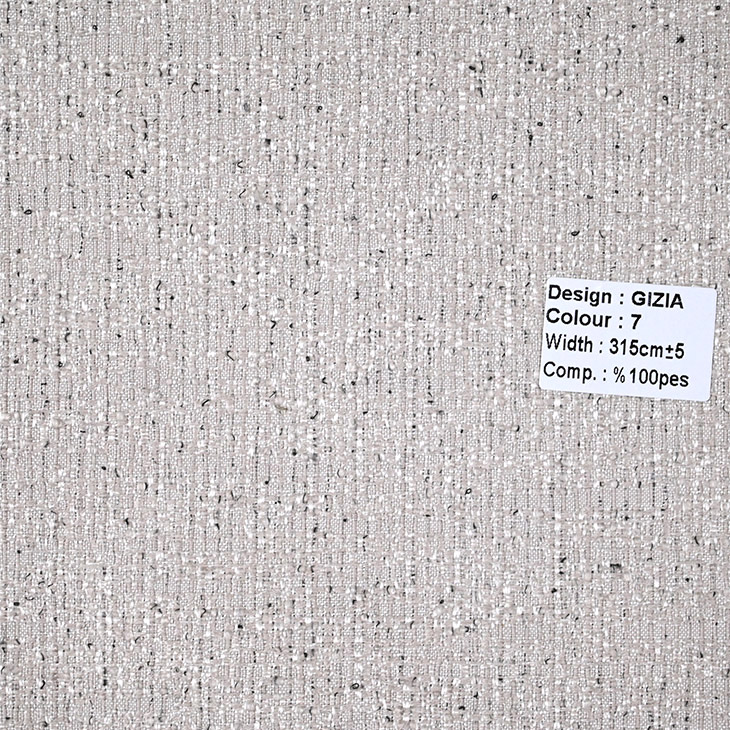 Design : GIZIA
Colour : 7
Width : 315cm±5
Comp. : %100pes